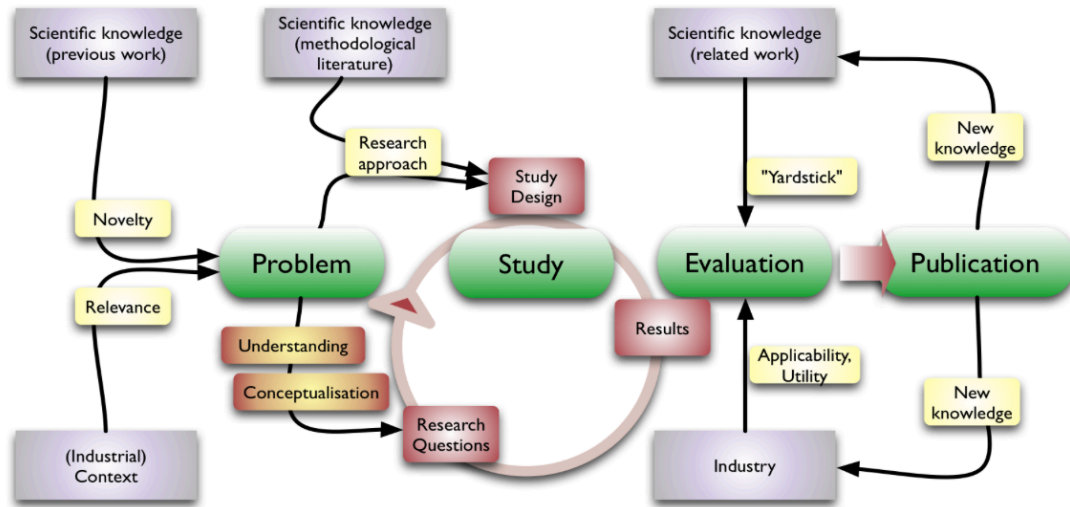 Scientific knowledge
(previous work)
Scientific knowledge
(methodological
literature)
Scientific knowledge
(related work)
Research
approach
New
knowledge
Study
Design
"Yardstick"
Novelty
Problem
Study
Evaluation
Publication
Relevance
Understanding
Results
Applicability,
Utility
Conceptualisation
New
knowledge
Research
Questions
(Industrial)
Context
Industry